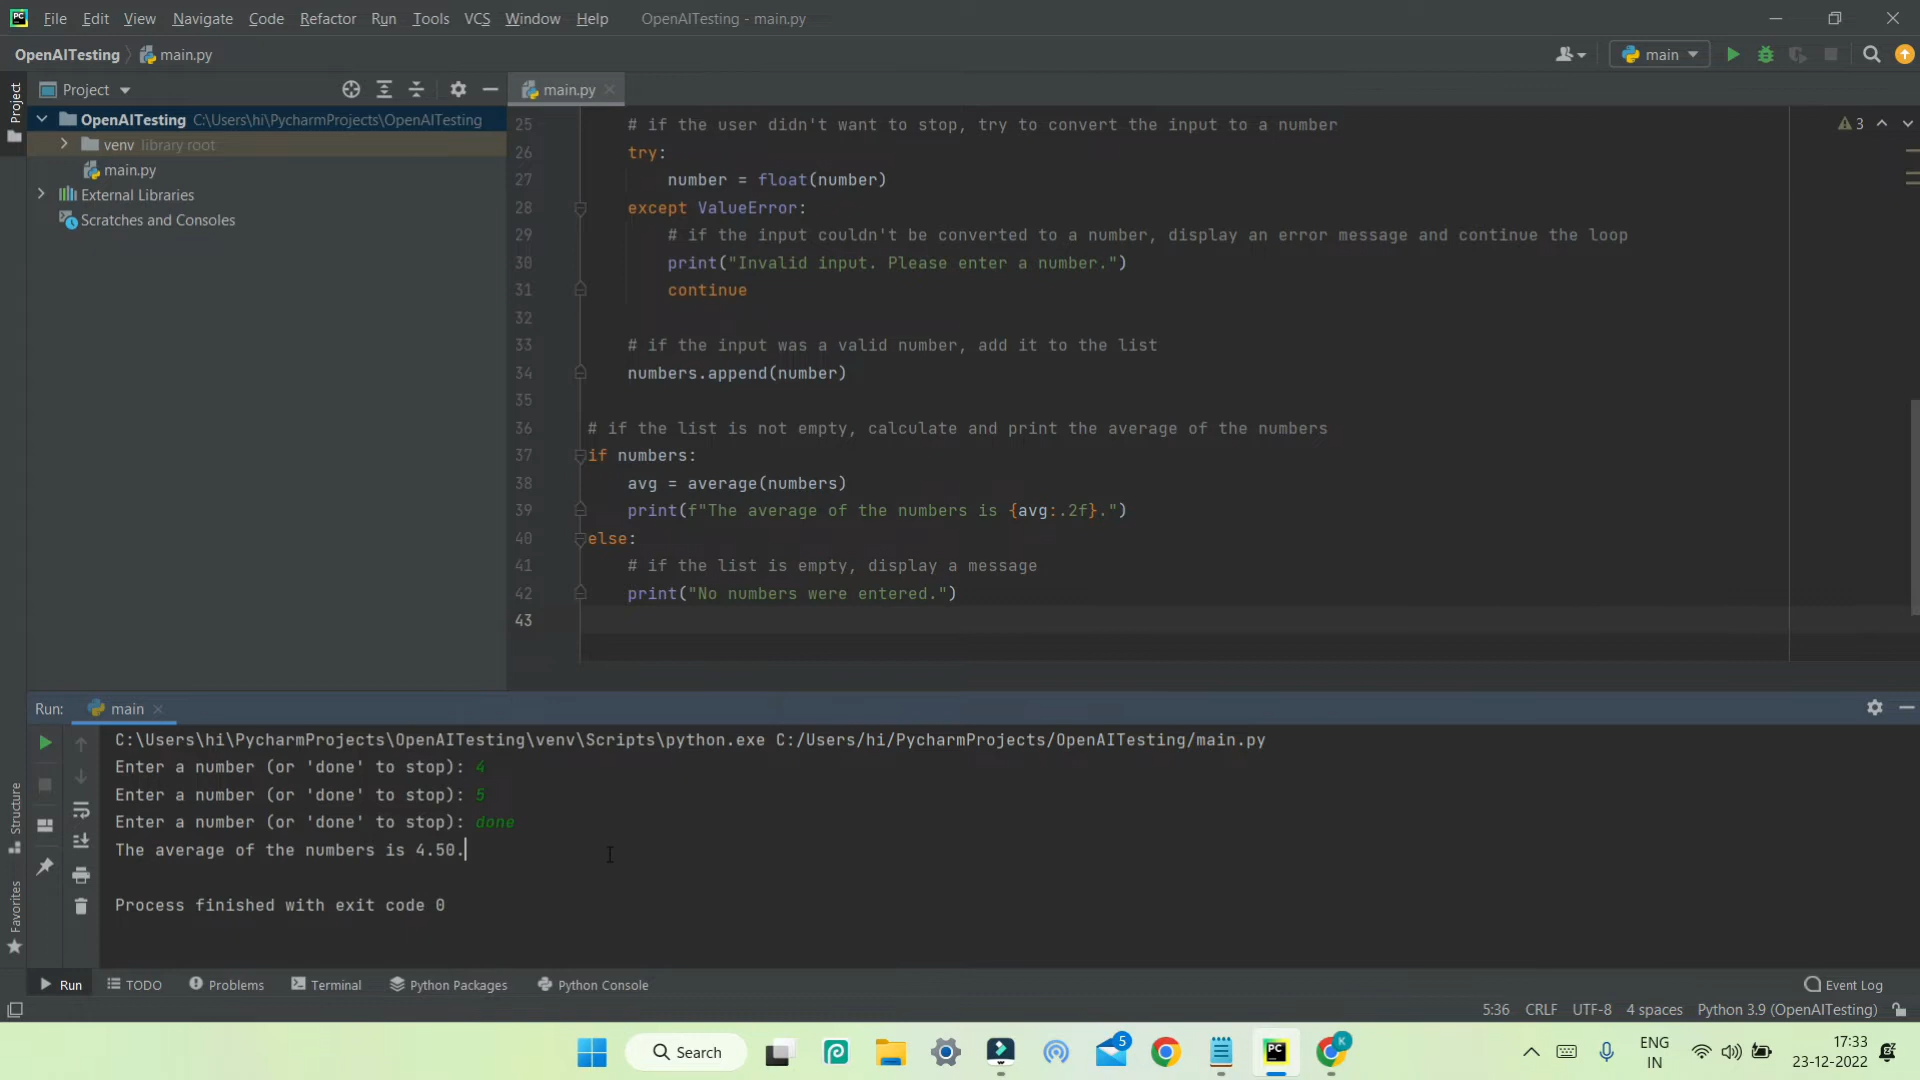 PC File Edit View Navigate Code Refactor Run Tools VCS Window Help OpenAITesting - main.py
OpenAITesting main.py main
Project main.py
Project
OpenAITesting C:\Users\hi\PycharmProjects\OpenAITesting
venv library root
main.py
External Libraries
Scratches and Consoles
3
25 # if the user didn't want to stop, try to convert the input to a number
26 try:
27 number = float(number)
28 except ValueError:
29 # if the input couldn't be converted to a number, display an error message and continue the loop
30 print("Invalid input. Please enter a number.")
31 continue
32
33 # if the input was a valid number, add it to the list
34 numbers.append(number)
35
36 # if the list is not empty, calculate and print the average of the numbers
37 if numbers:
38 avg = average(numbers)
39 print(f"The average of the numbers is {avg:.2f}.")
40 else:
41 # if the list is empty, display a message
42 print("No numbers were entered.")
43
Run: main
C:\Users\hi\PycharmProjects\OpenAITesting\venv\Scripts\python.exe C:/Users/hi/PycharmProjects/OpenAITesting/main.py
Enter a number (or 'done' to stop): 4
Enter a number (or 'done' to stop): 5
Enter a number (or 'done' to stop): done
The average of the numbers is 4.50.
Process finished with exit code 0
Structure
Favorites
Run TODO Problems Terminal Python Packages Python Console Event Log
5:36 CRLF UTF-8 4 spaces Python 3.9 (OpenAITesting)
Search 5 PC K ENG 17:33
IN 23-12-2022